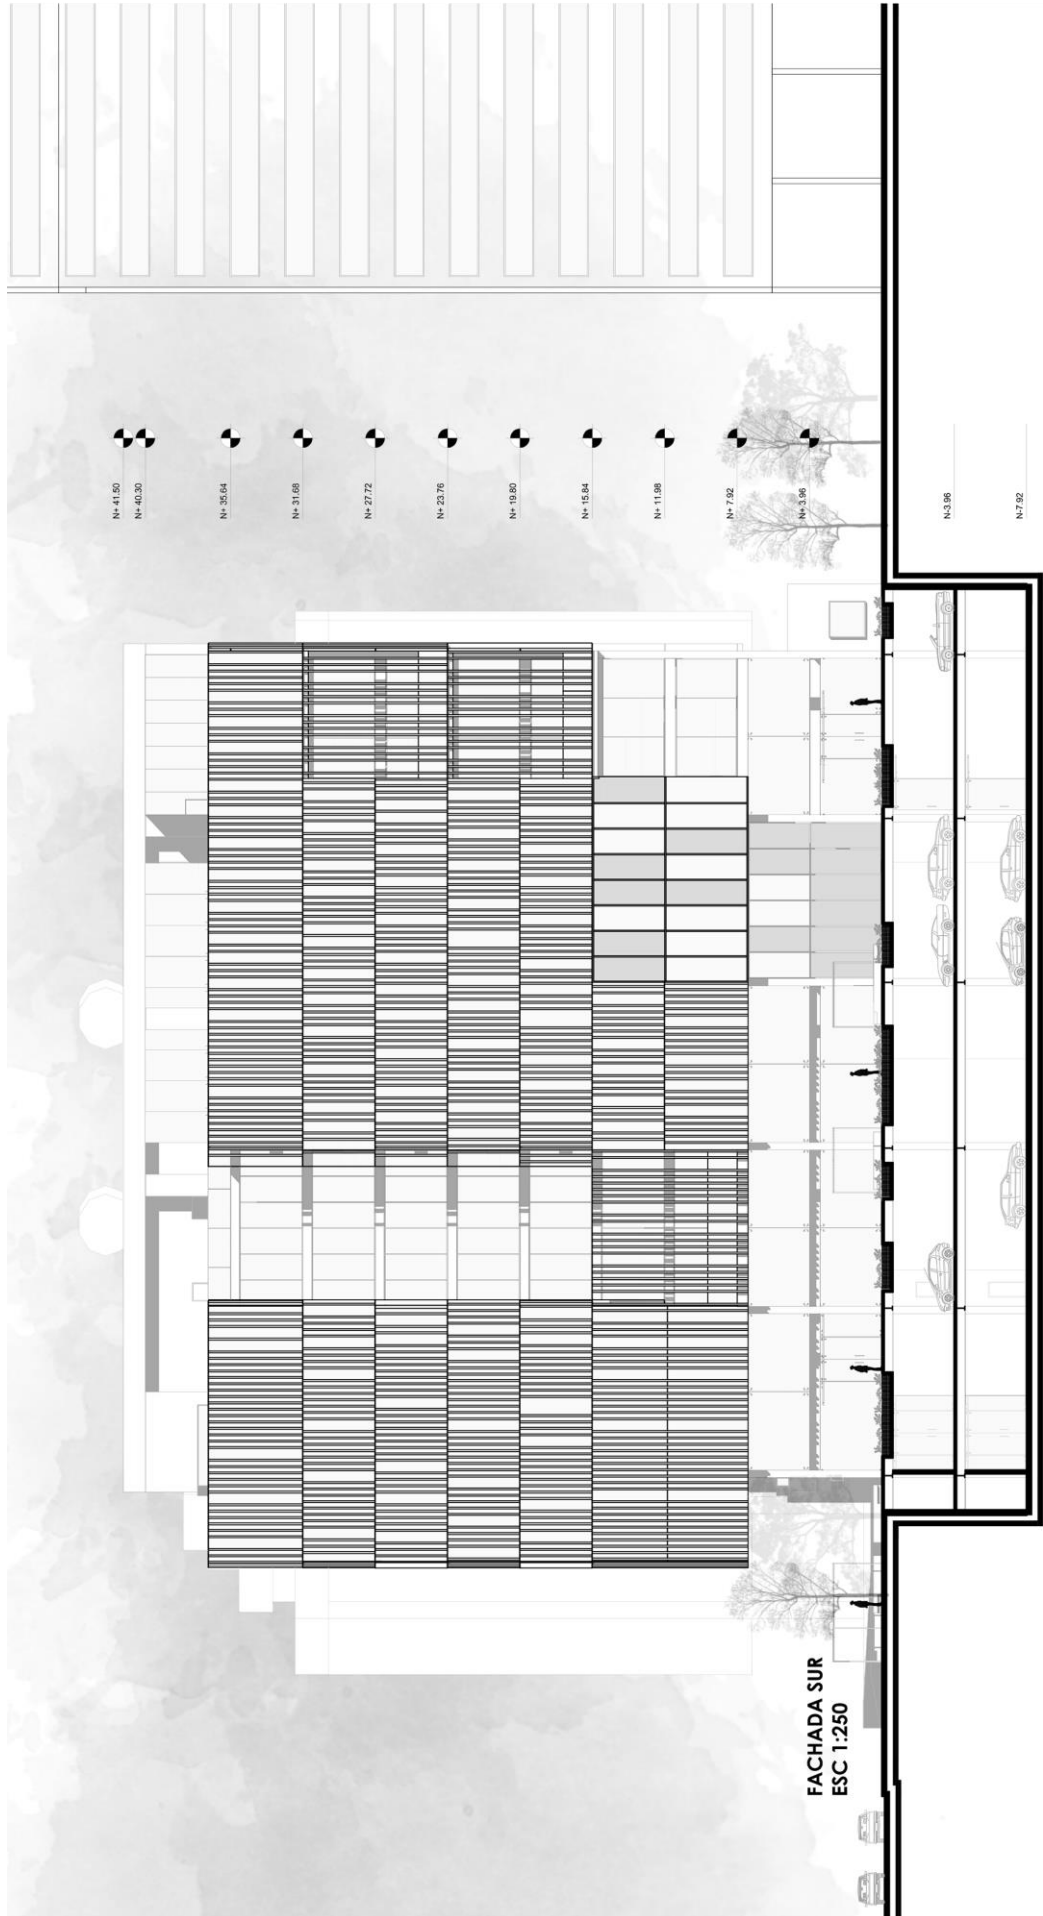 N+ 41.50
N+ 40.30
N+ 35.64
N+ 31.68
N+ 27.72
N+ 23.76
N+ 19.80
N+ 15.84
N+ 11.98
N+ 7.92
N+ 3.96
N-3.96
N-7.92
FACHADA SUR
ESC 1:250